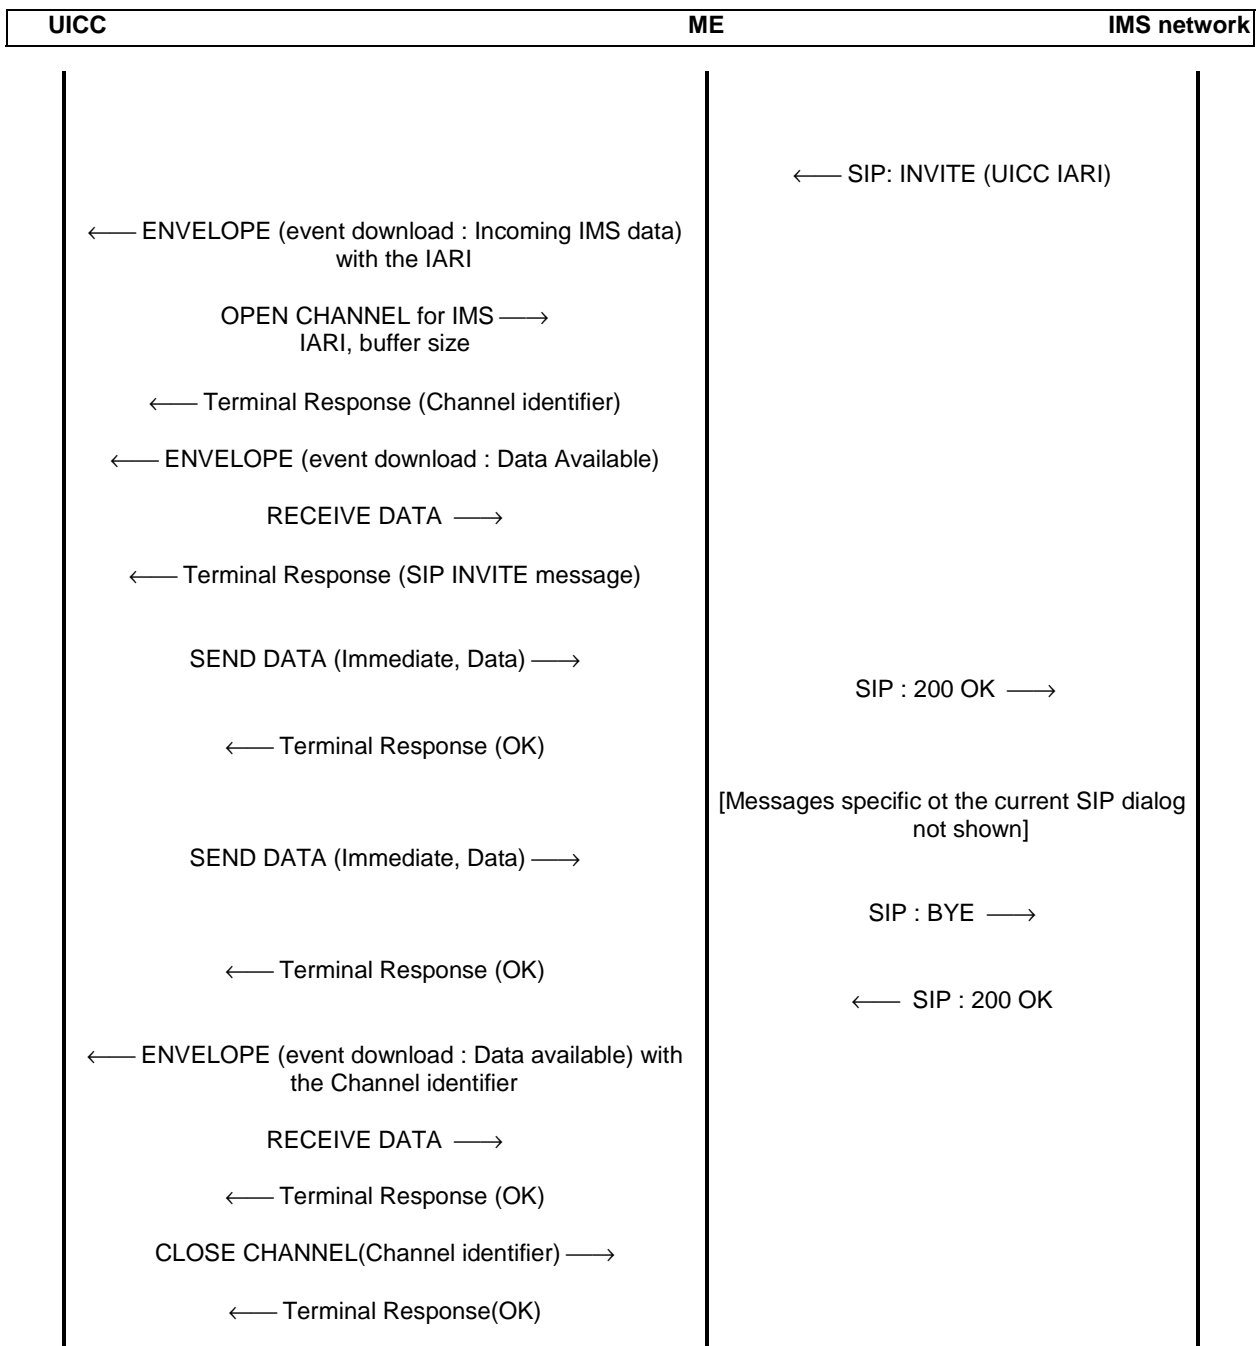 UICC ME IMS network
← SIP: INVITE (UICC IARI)
← ENVELOPE (event download : Incoming IMS data)
with the IARI
OPEN CHANNEL for IMS →
IARI, buffer size
← Terminal Response (Channel identifier)
← ENVELOPE (event download : Data Available)
RECEIVE DATA →
← Terminal Response (SIP INVITE message)
SEND DATA (Immediate, Data) →
SIP : 200 OK →
← Terminal Response (OK)
[Messages specific ot the current SIP dialog
not shown]
SEND DATA (Immediate, Data) →
SIP : BYE →
← Terminal Response (OK)
← SIP : 200 OK
← ENVELOPE (event download : Data available) with
the Channel identifier
RECEIVE DATA →
← Terminal Response (OK)
CLOSE CHANNEL(Channel identifier) →
← Terminal Response(OK)